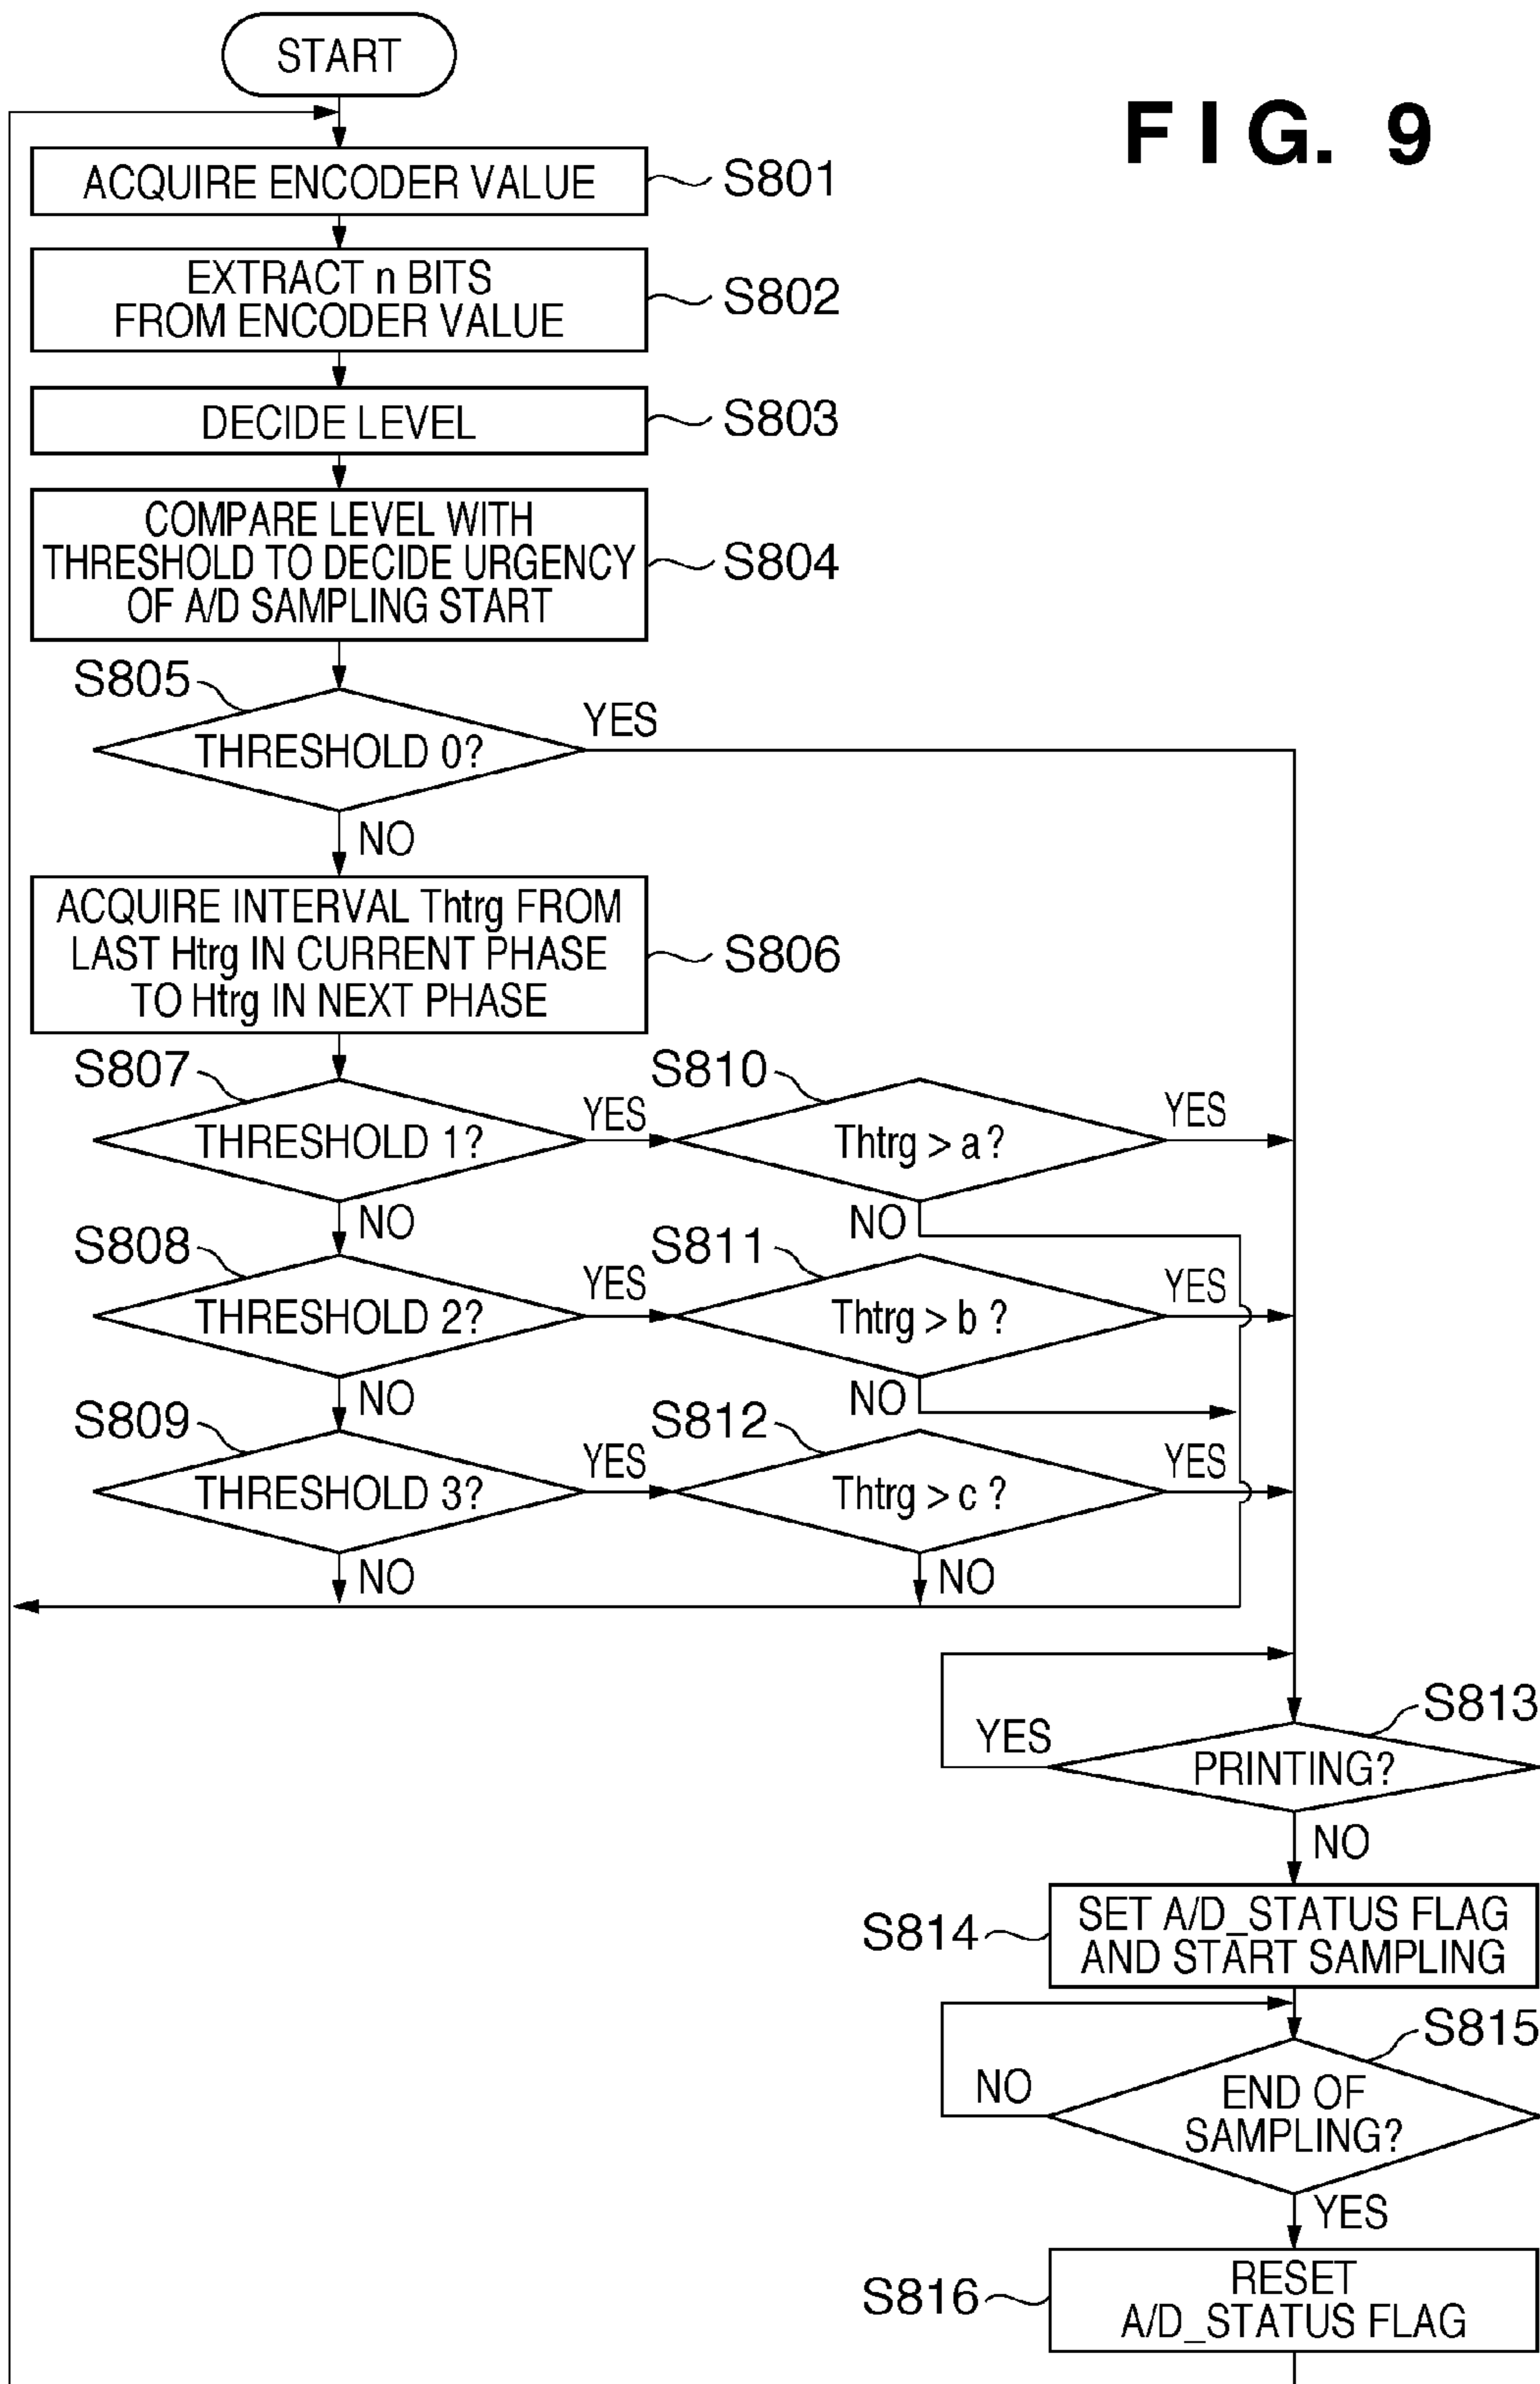 START
F I G. 9
ACQUIRE ENCODER VALUE
S801
EXTRACT n BITS
FROM ENCODER VALUE
S802
DECIDE LEVEL
S803
COMPARE LEVEL WITH
THRESHOLD TO DECIDE URGENCY
OF A/D SAMPLING START
S804
S805
THRESHOLD 0?
YES
NO
ACQUIRE INTERVAL Thtrg FROM
LAST Htrg IN CURRENT PHASE
TO Htrg IN NEXT PHASE
S806
S807
THRESHOLD 1?
YES
NO
S810
Thtrg > a ?
YES
NO
S808
THRESHOLD 2?
YES
NO
S811
Thtrg > b ?
YES
NO
S809
THRESHOLD 3?
YES
NO
S812
Thtrg > c ?
YES
NO
S813
PRINTING?
YES
NO
S814
SET A/D_STATUS FLAG
AND START SAMPLING
S815
END OF
SAMPLING?
NO
YES
S816
RESET
A/D_STATUS FLAG